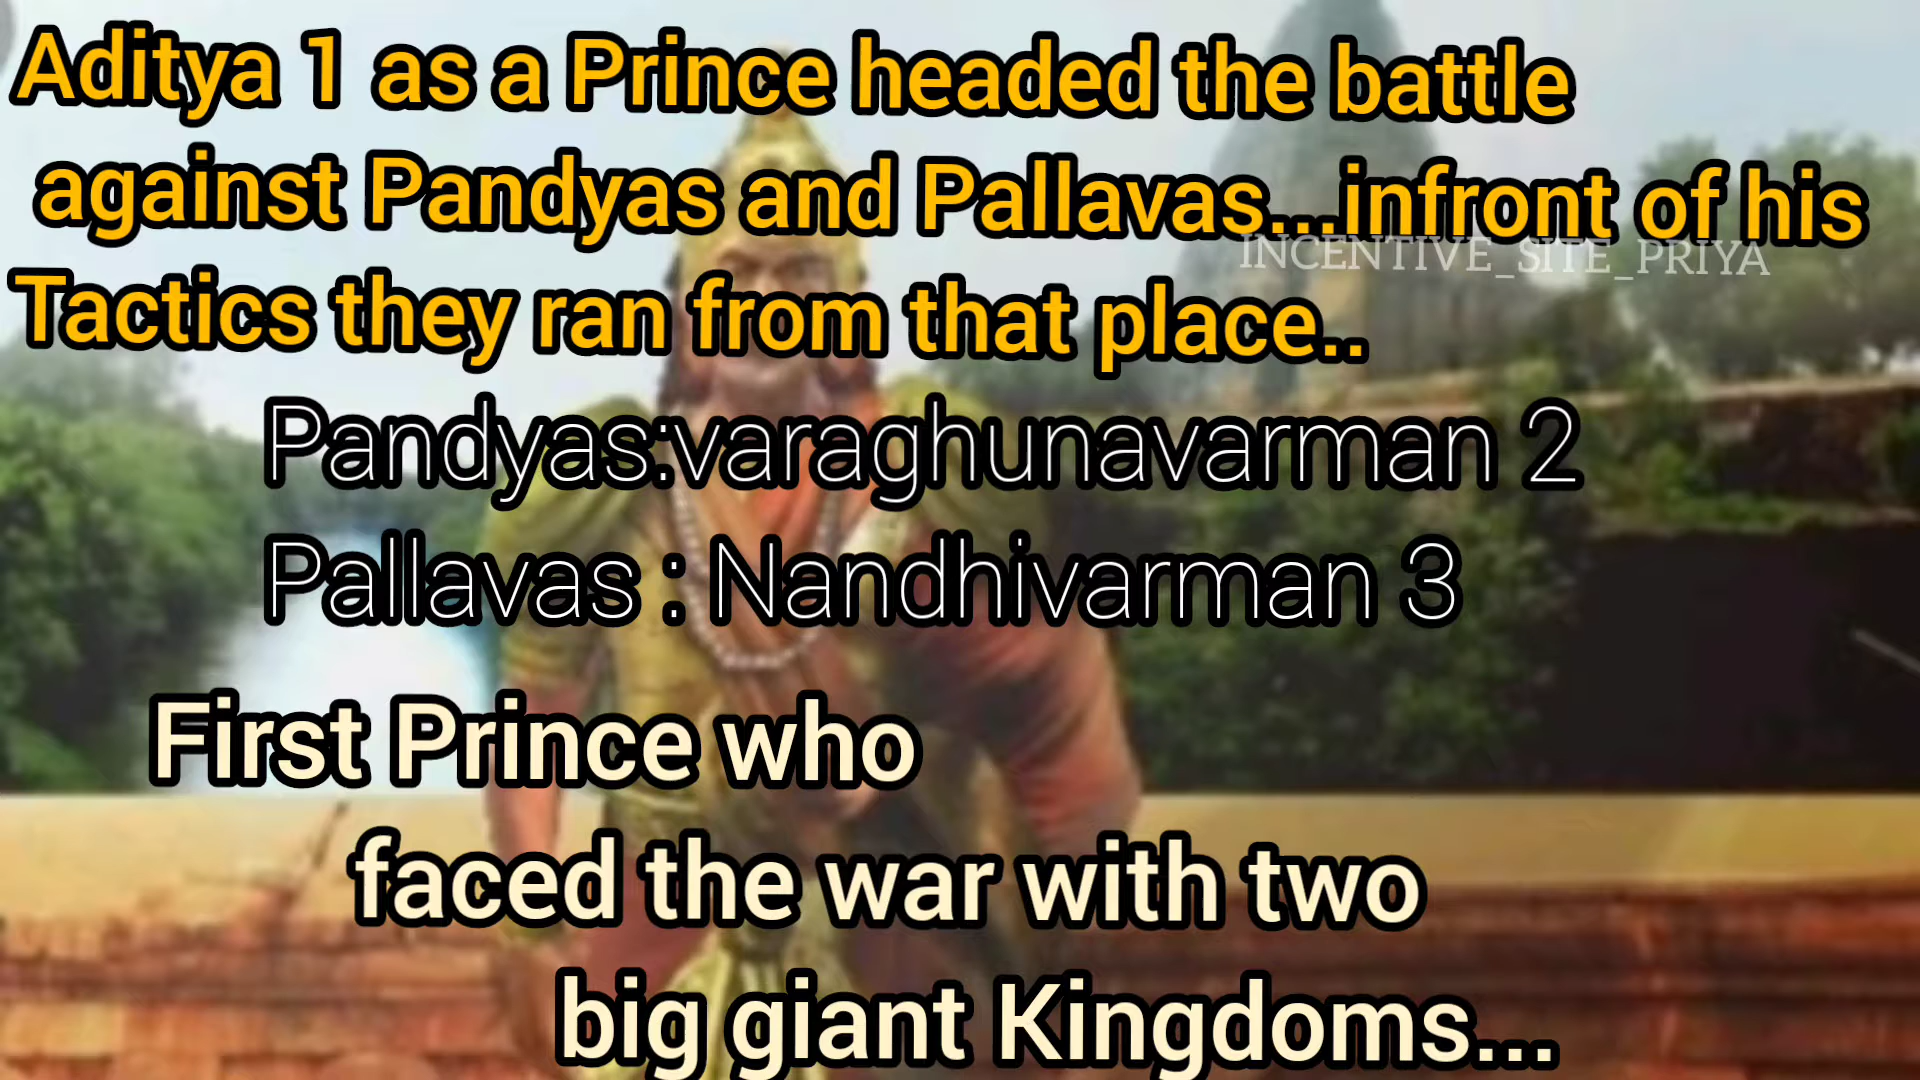 Aditya 1 as a Prince headed the battle
against Pandyas and Pallavas...infront of his
INCENTIVE_SITE_PRIYA
Tactics they ran from that place..
Pandyas:varaghunavarman 2
Pallavas : Nandhivarman 3
First Prince who
faced the war with two
big giant Kingdoms...